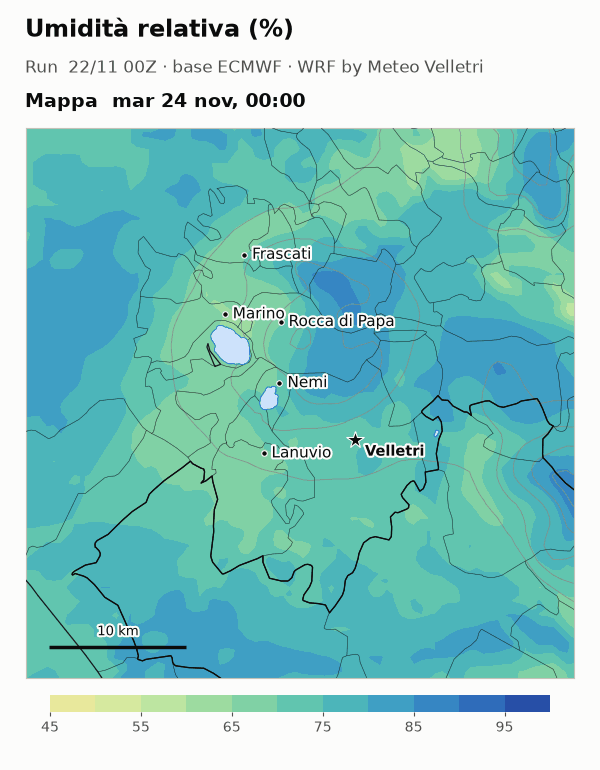 Umidità relativa (%)
Run  22/11 00Z · base ECMWF · WRF by Meteo Velletri
Mappa  mar 24 nov, 00:00
Frascati
Marino
Rocca di Papa
Nemi
Velletri
Lanuvio
10 km
45 55 65 75 85 95